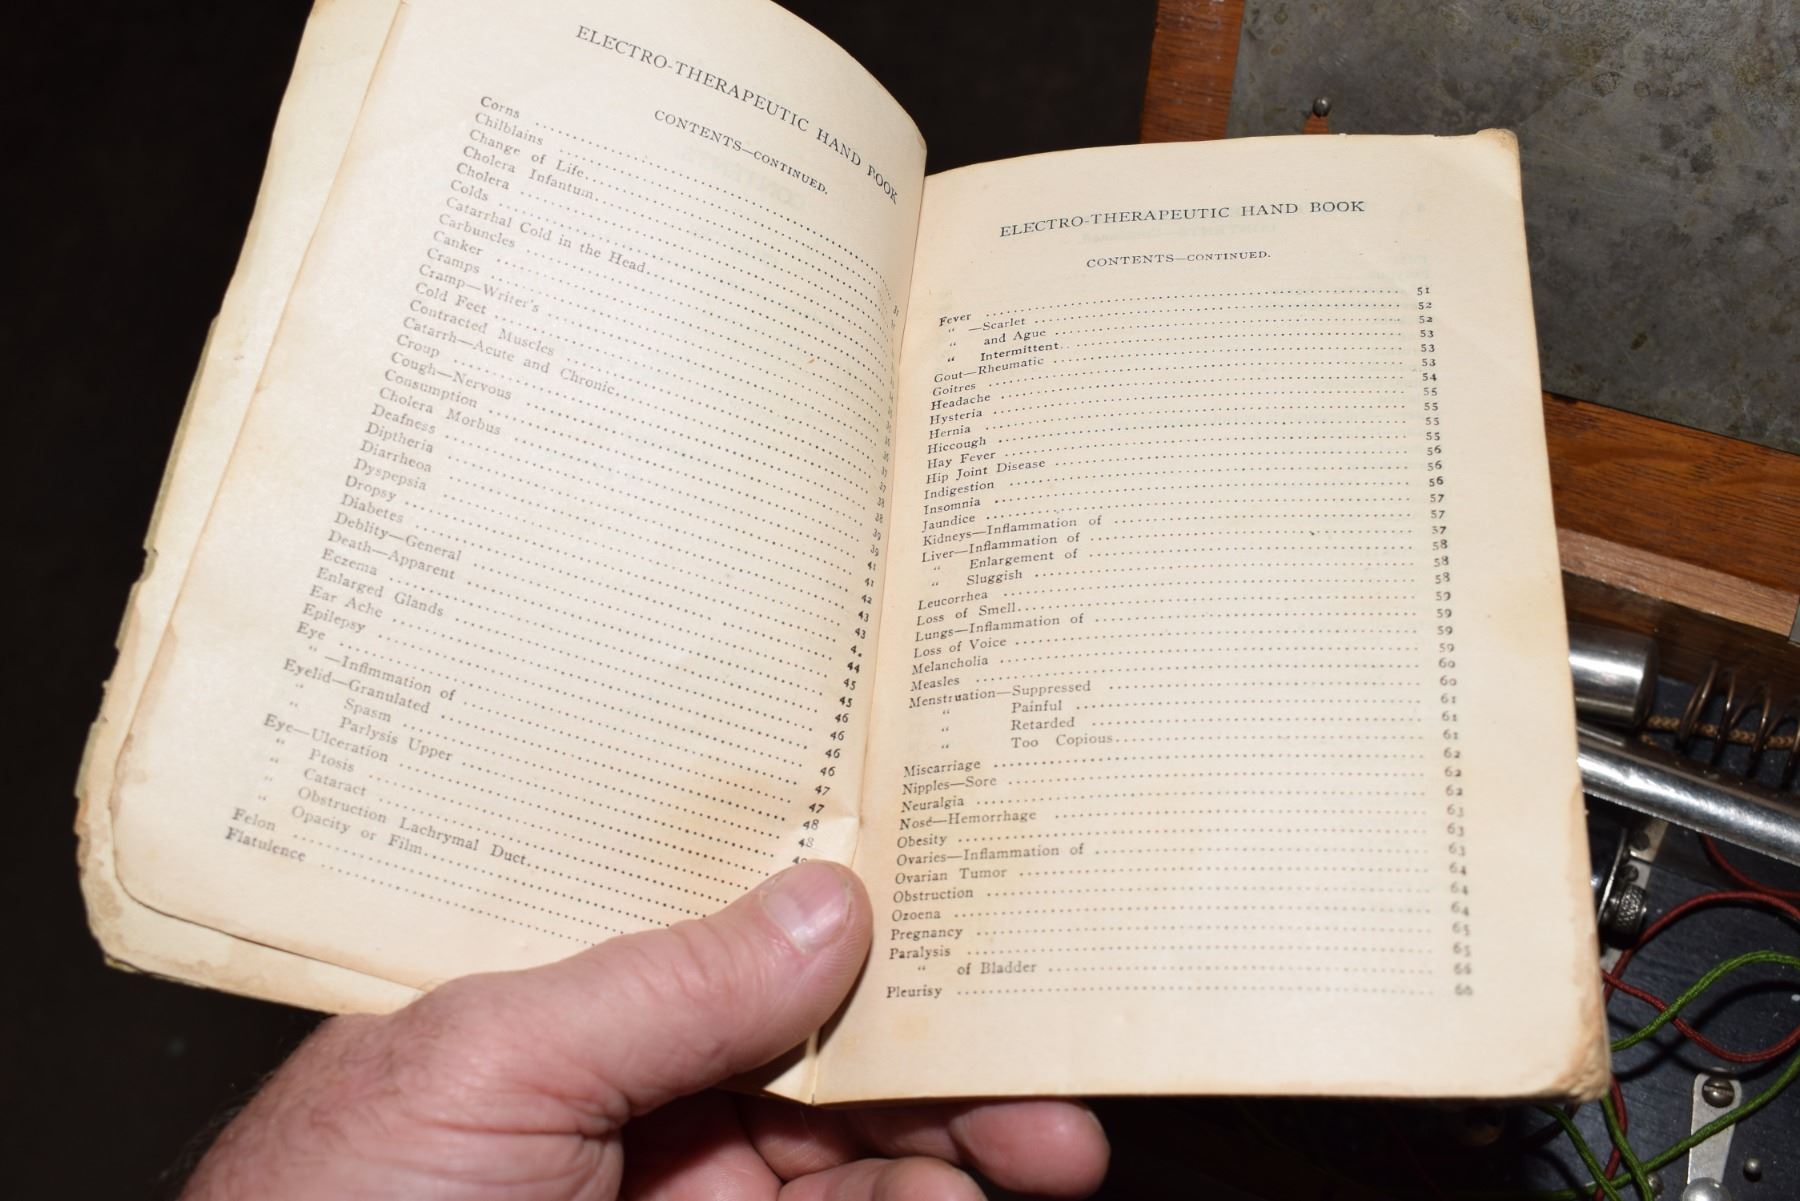 ELECTRO-THERAPEUTIC HAND BOOK
CONTENTS—CONTINUED.
Corns
Chilblains
Change of Life
Cholera Infantum
Cholera
Colds
Catarrhal Cold in the Head
Carbuncles
Canker
Cramps
Cramp—Writer's
Cold Feet
Contracted Muscles
Catarrh—Acute and Chronic
Croup
Cough—Nervous
Consumption
Cholera Morbus
Deafness
Diptheria
Diarrheoa
Dyspepsia
Dropsy
Diabetes
Deblity—General
Death—Apparent
Eczema
Enlarged Glands
Ear Ache
Epilepsy
Eye
" —Inflmmation of
Eyelid—Granulated
" Spasm
" Parlysis Upper
Eye—Ulceration
" Ptosis
" Cataract
" Obstruction Lachrymal Duct
" Opacity or Film
Felon
Flatulence
ELECTRO-THERAPEUTIC HAND BOOK
CONTENTS—CONTINUED.
Fever 51
" —Scarlet 52
" and Ague 52
" Intermittent 53
Gout—Rheumatic 53
Goitres 53
Headache 54
Hysteria 55
Hernia 55
Hiccough 55
Hay Fever 55
Hip Joint Disease 56
Indigestion 56
Insomnia 56
Jaundice 57
Kidneys—Inflammation of 57
Liver—Inflammation of 57
" Enlargement of 58
" Sluggish 58
Leucorrhea 58
Loss of Smell 59
Lungs—Inflammation of 59
Loss of Voice 59
Melancholia 59
Measles 60
Menstruation—Suppressed 60
" Painful 61
" Retarded 61
" Too Copious 61
Miscarriage 62
Nipples—Sore 62
Neuralgia 62
Nose—Hemorrhage 63
Obesity 63
Ovaries—Inflammation of 63
Ovarian Tumor 64
Obstruction 64
Ozoena 64
Pregnancy 65
Paralysis 65
" of Bladder 66
Pleurisy 66